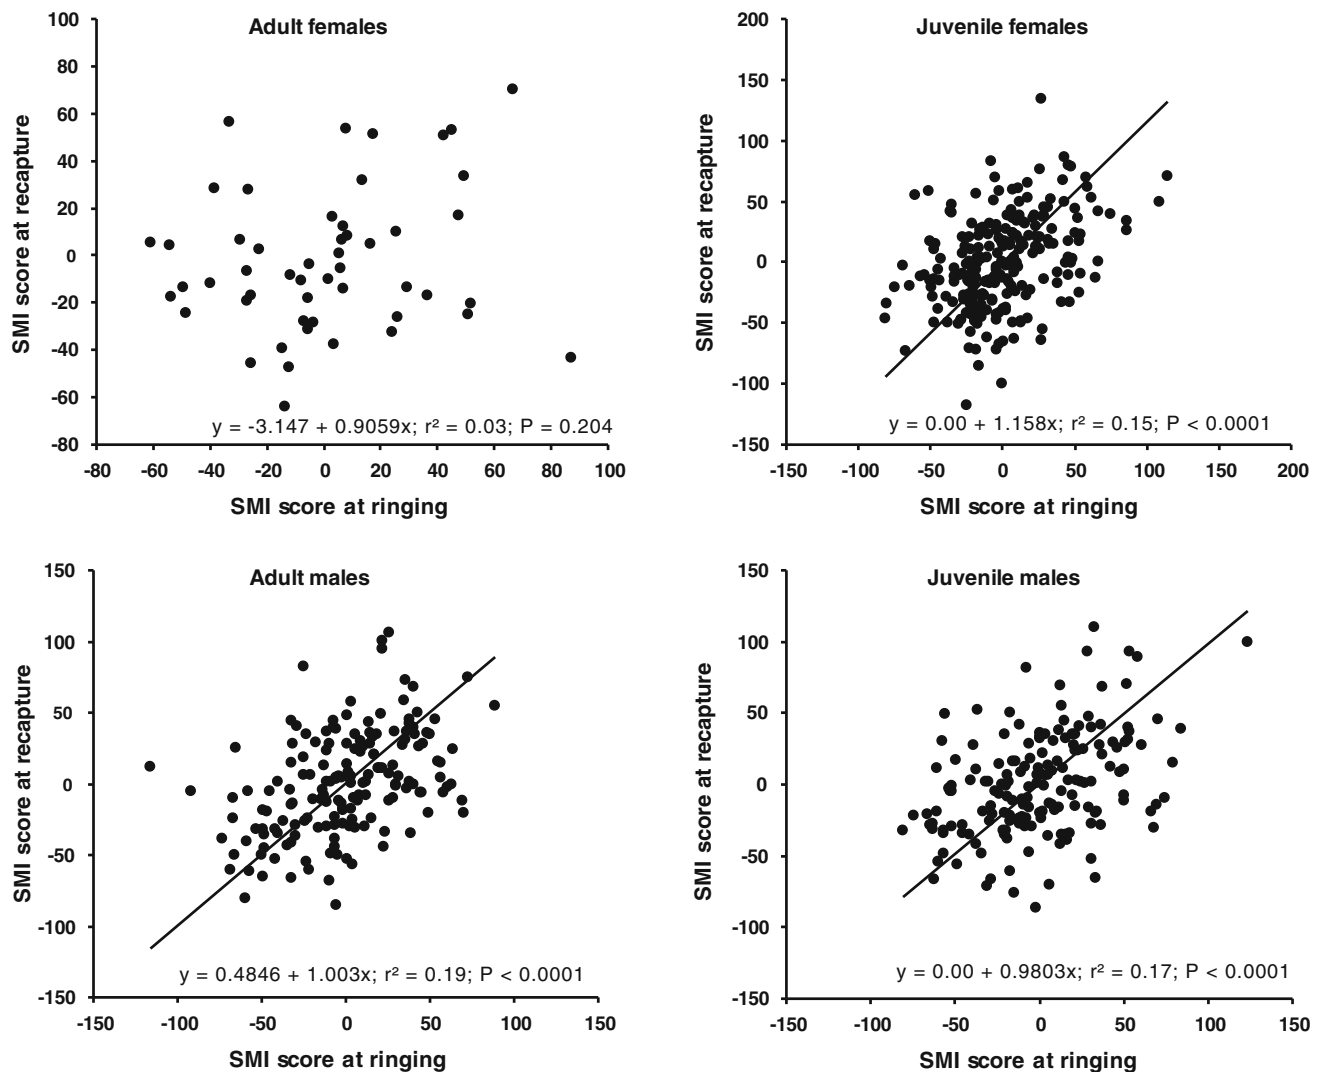 Adult females
100
80
60
40
20
0
-20
-40
-60
-80
SMI score at recapture
y = -3.147 + 0.9059x; r² = 0.03; P = 0.204
-80 -60 -40 -20 0 20 40 60 80 100
SMI score at ringing
Juvenile females
200
150
100
50
0
-50
-100
-150
SMI score at recapture
y = 0.00 + 1.158x; r² = 0.15; P < 0.0001
-150 -100 -50 0 50 100 150 200
SMI score at ringing
Adult males
150
100
50
0
-50
-100
-150
SMI score at recapture
y = 0.4846 + 1.003x; r² = 0.19; P < 0.0001
-150 -100 -50 0 50 100 150
SMI score at ringing
Juvenile males
150
100
50
0
-50
-100
-150
SMI score at recapture
y = 0.00 + 0.9803x; r² = 0.17; P < 0.0001
-150 -100 -50 0 50 100 150
SMI score at ringing